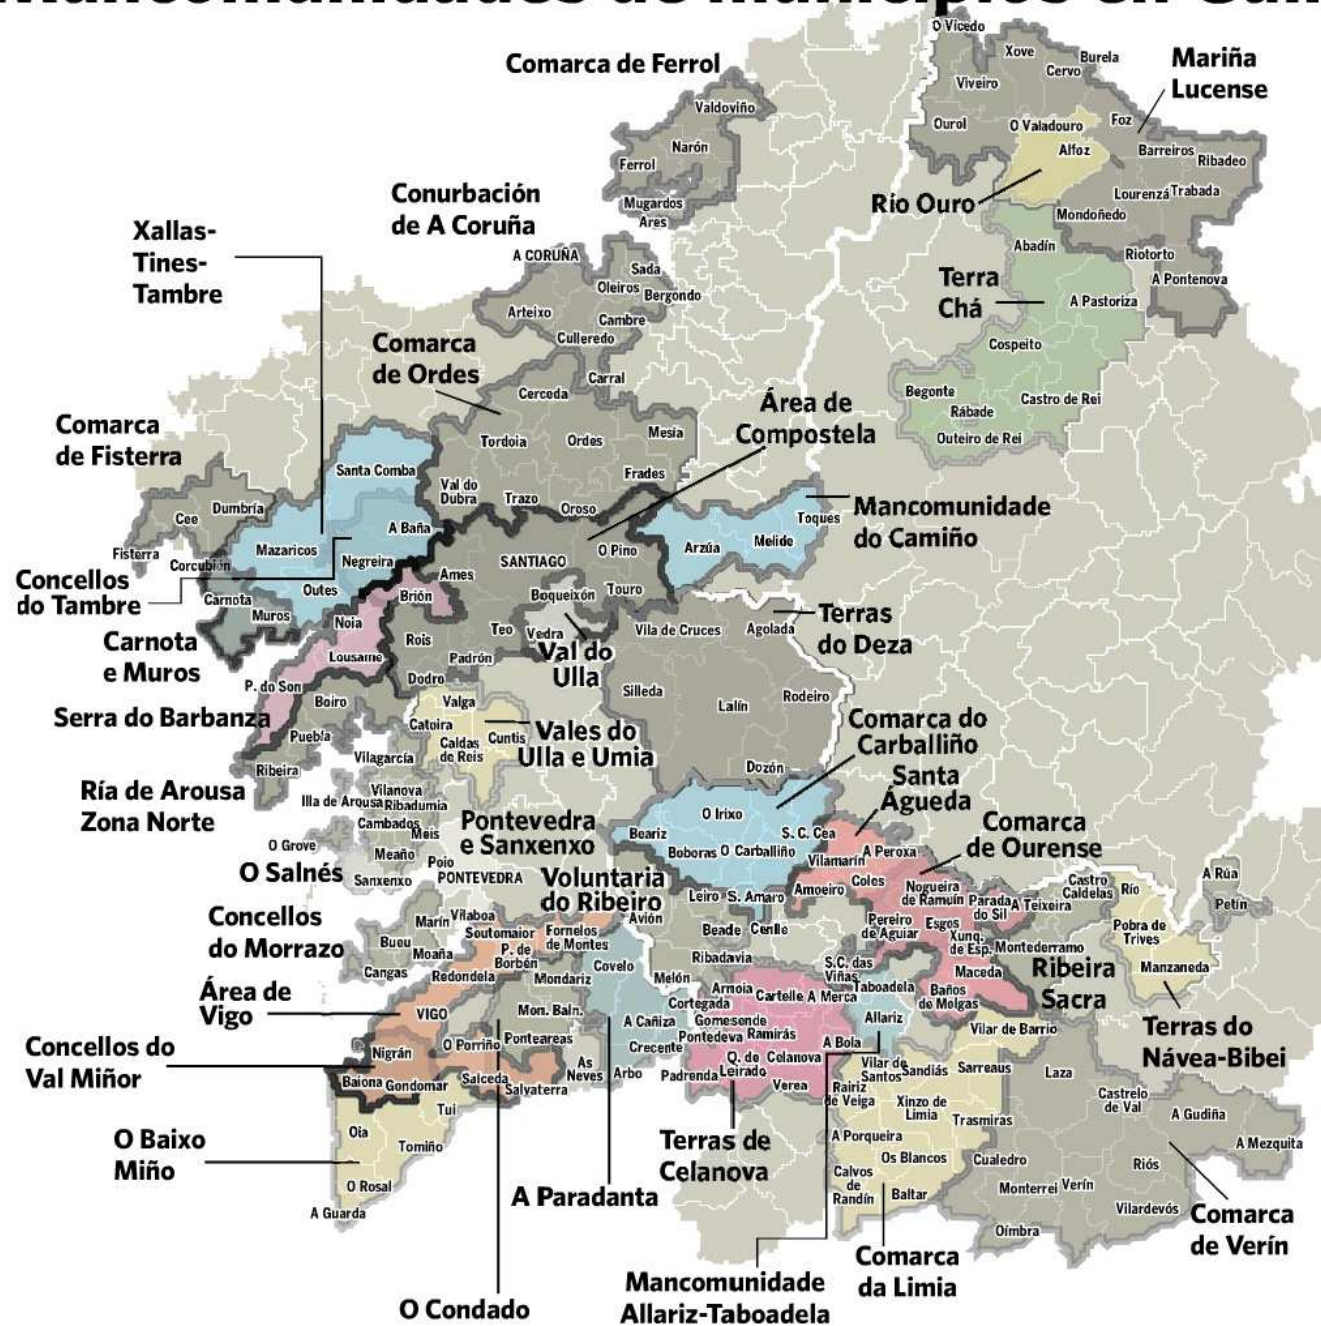 O Vicedo
Xove
Burela
Cervo
Viveiro
Mariña
Lucense
Comarca de Ferrol
Valdoviño
Ourol
O Valadouro
Foz
Narón
Alfoz
Barreiros
Ribadeo
Ferrol
Conurbación
de A Coruña
Mugardos
Ares
Río Ouro
Lourenzá
Trabada
Mondoñedo
Xallas-
Tines-
Tambre
A CORUÑA
Sada
Oleiros
Bergondo
Abadín
Riotorto
A Pontenova
Terra
Chá
A Pastoriza
Arteixo
Cambre
Culleredo
Cospeito
Comarca
de Ordes
Carral
Cerceda
Begonte
Rábade
Castro de Rei
Outeiro de Rei
Área de
Compostela
Comarca
de Fisterra
Tordoia
Ordes
Mesía
Santa Comba
Frades
Val do
Dubra
Trazo
Oroso
Dumbría
Cee
A Baña
Mancomunidade
do Camiño
Toques
Melide
Arzúa
Fisterra
Corcubión
Mazaricos
Negreira
SANTIAGO
O Pino
Concellos
do Tambre
Outes
Ames
Brión
Boqueixón
Touro
Carnota
Muros
Noia
Carnota
e Muros
Rois
Teo
Vedra
Val do
Ulla
Vila de Cruces
Agolada
Terras
do Deza
Lousame
Padrón
P. do Son
Dodro
Boiro
Valga
Silleda
Lalín
Rodeiro
Serra do Barbanza
Catoira
Cuntis
Vales do
Ulla e Umia
Puebla
Caldas
de Reis
Comarca do
Carballiño
Vilagarcía
Ribeira
Dozón
Ría de Arousa
Zona Norte
Vilanova
Illa de Arousa
Ribadumia
Cambados
Meis
Santa
Águeda
Pontevedra
e Sanxenxo
O Irixo
Beariz
S. C. Cea
Comarca
de Ourense
O Grove
Meaño
Poio
Boboras
O Carballiño
Vilamarín
A Peroxa
O Salnés
Sanxenxo
PONTEVEDRA
Voluntaria
do Ribeiro
Leiro
S. Amaro
Amoeiro
Coles
Nogueira
de Ramuín
Parada
do Sil
A Teixeira
Castro
Caldelas
Río
A Rúa
Petín
Concellos
do Morrazo
Marín
Vilaboa
Soutomaior
Fornelos
de Montes
Avión
Beade
Cenlle
Pereiro
de Aguiar
Esgos
Xunq.
de Esp.
Montederramo
Pobra de
Trives
Bueu
Moaña
P. de
Borbén
Cangas
Redondela
Mondariz
Covelo
Melón
Ribadavia
S.C. das
Viñas
Maceda
Ribeira
Sacra
Manzaneda
Área de
Vigo
Arnoia
Cartelle
A Merca
Taboadela
Baños
de Molgas
VIGO
Mon. Baln.
Cortegada
Gomesende
Ramirás
Allariz
Vilar de Barrio
Terras do
Návea-Bibei
A Cañiza
Crecente
Pontedeva
A Bola
Concellos do
Val Miñor
Nigrán
O Porriño
Ponteareas
Q. de
Leirado
Celanova
Vilar de
Santos
Sandiás
Sarreaus
Laza
Baiona
Gondomar
Salceda
Salvaterra
As
Neves
Arbo
Padrenda
Verea
Rairiz
de Veiga
Xinzo de
Limia
Trasmiras
Castrelo
de Val
A Gudiña
O Baixo
Miño
Tui
Oia
Tomiño
Terras de
Celanova
A Porqueira
Os Blancos
Cualedro
A Mezquita
Riós
O Rosal
A Paradanta
Calvos
de
Randín
Baltar
Monterrei
Verín
Vilardevós
A Guarda
Oímbra
Comarca
de Verín
Mancomunidade
Allariz-Taboadela
Comarca
da Limia
O Condado